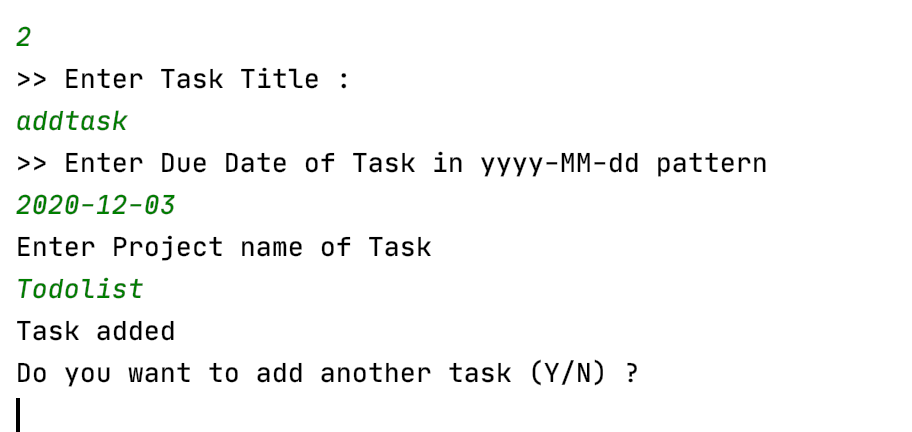 2
>> Enter Task Title :
addtask
>> Enter Due Date of Task in yyyy-MM-dd pattern
2020-12-03
Enter Project name of Task
Todolist
Task added
Do you want to add another task (Y/N) ?